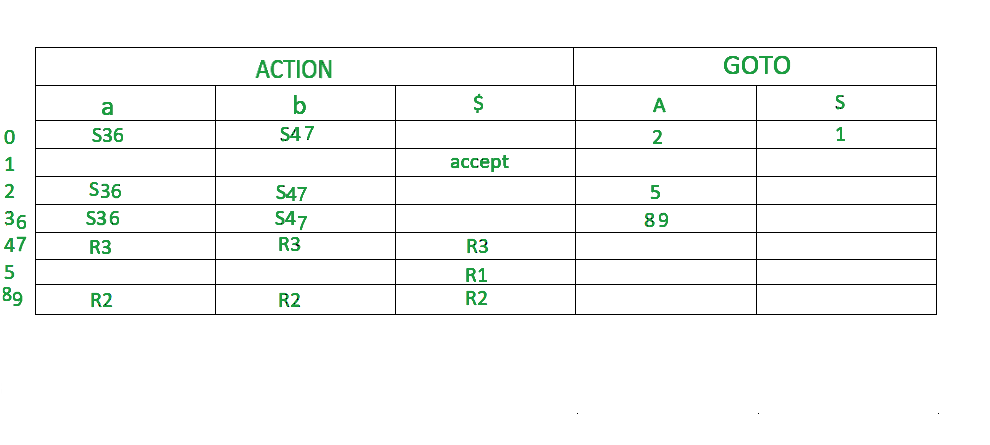 ACTION GOTO
a b $ A S
0 S36 S47 2 1
1 accept
2 S36 S47 5
36 S36 S47 89
47 R3 R3 R3
5 R1
89 R2 R2 R2